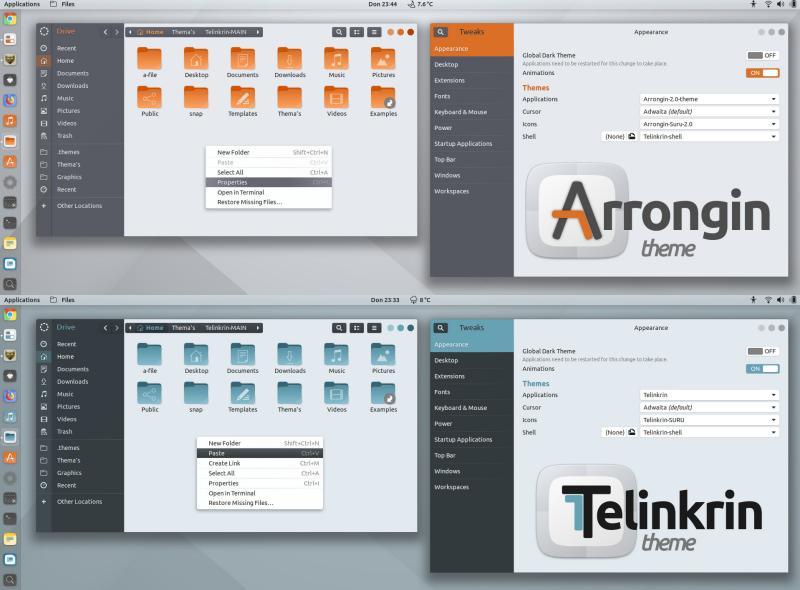 Applications Files Don 23:44 7.6°C
Drive
Recent
Home
Documents
Downloads
Music
Pictures
Videos
Trash
.themes
Thema's
Graphics
Recent
Other Locations
Home Thema's Telinkrin-MAIN
a-file Desktop Documents Downloads Music Pictures
Public snap Templates Thema's Videos Examples
New Folder Shift+Ctrl+N
Paste Ctrl+V
Select All Ctrl+A
Properties Ctrl+I
Open in Terminal
Restore Missing Files...
Tweaks Appearance
Appearance
Desktop
Extensions
Fonts
Keyboard & Mouse
Power
Startup Applications
Top Bar
Windows
Workspaces
Global Dark Theme OFF
Applications need to be restarted for this change to take place.
Animations ON
Themes
Applications Arrongin-2.0-theme
Cursor Adwaita (default)
Icons Arrongin-Suru-2.0
Shell (None) Telinkrin-shell
Arrongin
theme
Applications Files Don 23:33 8°C
Drive
Recent
Home
Documents
Downloads
Music
Pictures
Videos
Trash
.themes
Thema's
Graphics
Recent
Other Locations
Home Thema's Telinkrin-MAIN
a-file Desktop Documents Downloads Music Pictures
Public snap Templates Thema's Videos Examples
New Folder Shift+Ctrl+N
Paste Ctrl+V
Create Link Ctrl+M
Select All Ctrl+A
Properties Ctrl+I
Open in Terminal
Restore Missing Files...
Tweaks Appearance
Appearance
Desktop
Extensions
Fonts
Keyboard & Mouse
Power
Startup Applications
Top Bar
Windows
Workspaces
Global Dark Theme OFF
Applications need to be restarted for this change to take place.
Animations ON
Themes
Applications Telinkrin
Cursor Adwaita (default)
Icons Telinkrin-SURU
Shell (None) Telinkrin-shell
Telinkrin
theme